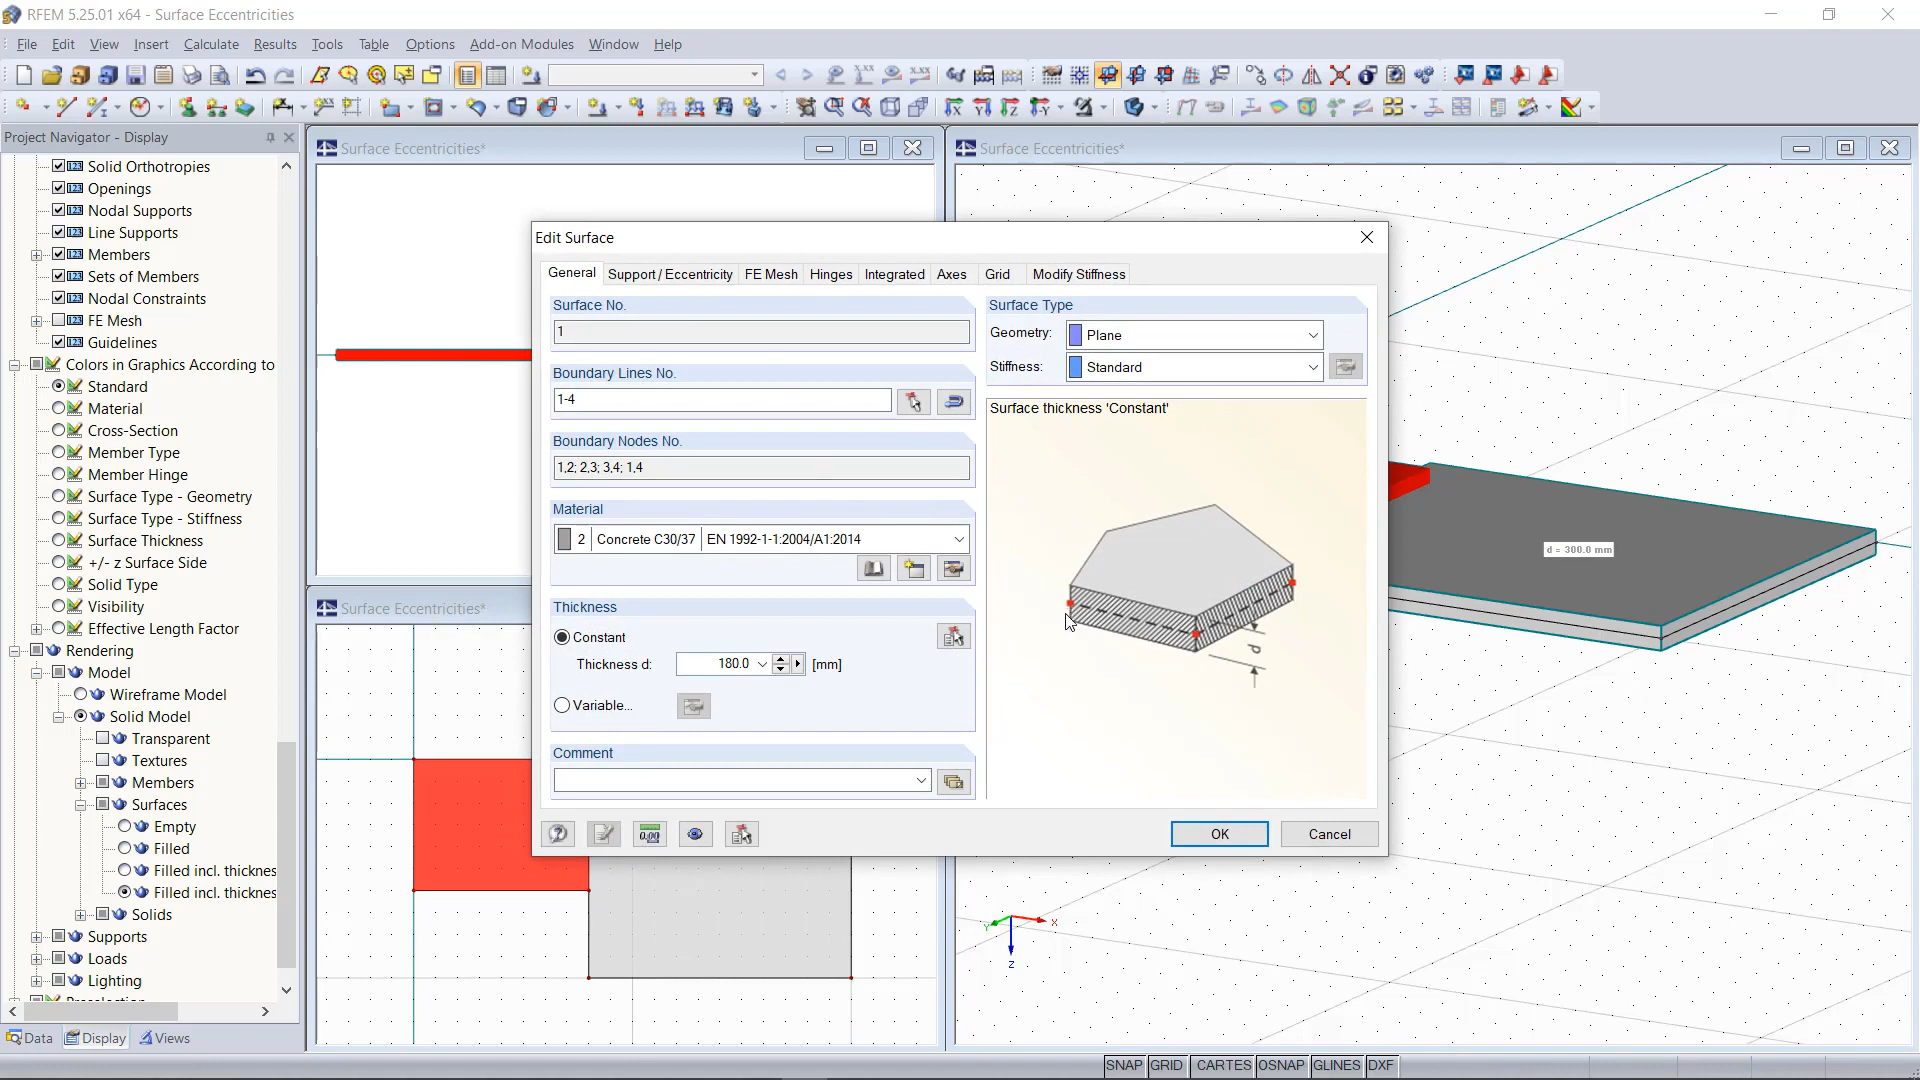 RFEM 5.25.01 x64 - Surface Eccentricities
File Edit View Insert Calculate Results Tools Table Options Add-on Modules Window Help
Project Navigator - Display
Solid Orthotropies
Openings
Nodal Supports
Line Supports
Members
Sets of Members
Nodal Constraints
FE Mesh
Guidelines
Colors in Graphics According to
Standard
Material
Cross-Section
Member Type
Member Hinge
Surface Type - Geometry
Surface Type - Stiffness
Surface Thickness
+/- z Surface Side
Solid Type
Visibility
Effective Length Factor
Rendering
Model
Wireframe Model
Solid Model
Transparent
Textures
Members
Surfaces
Empty
Filled
Filled incl. thicknes
Filled incl. thicknes
Solids
Supports
Loads
Lighting
Data Display Views
Surface Eccentricities*
Surface Eccentricities*
Surface Eccentricities*
Edit Surface
General Support / Eccentricity FE Mesh Hinges Integrated Axes Grid Modify Stiffness
Surface No.
1
Boundary Lines No.
1-4
Boundary Nodes No.
1,2; 2,3; 3,4; 1,4
Material
2 Concrete C30/37 EN 1992-1-1:2004/A1:2014
Thickness
Constant
Thickness d: 180.0 [mm]
Variable...
Comment
Surface Type
Geometry: Plane
Stiffness: Standard
Surface thickness 'Constant'
d
OK Cancel
d = 300.0 mm
X
Y
Z
SNAP GRID CARTES OSNAP GLINES DXF